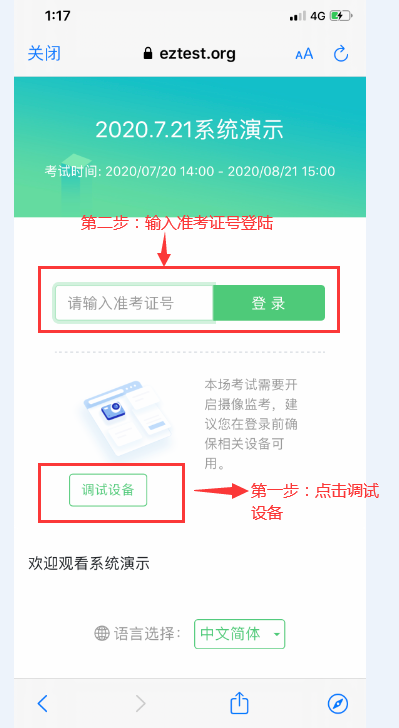 1:17
4G
关闭
eztest.org
AA
2020.7.21系统演示
考试时间: 2020/07/20 14:00 - 2020/08/21 15:00
第二步：输入准考证号登陆
请输入准考证号
登 录
本场考试需要开
启摄像监考，建
议您在登录前确
保相关设备可
用。
调试设备
第一步：点击调试
设备
欢迎观看系统演示
语言选择：
中文简体